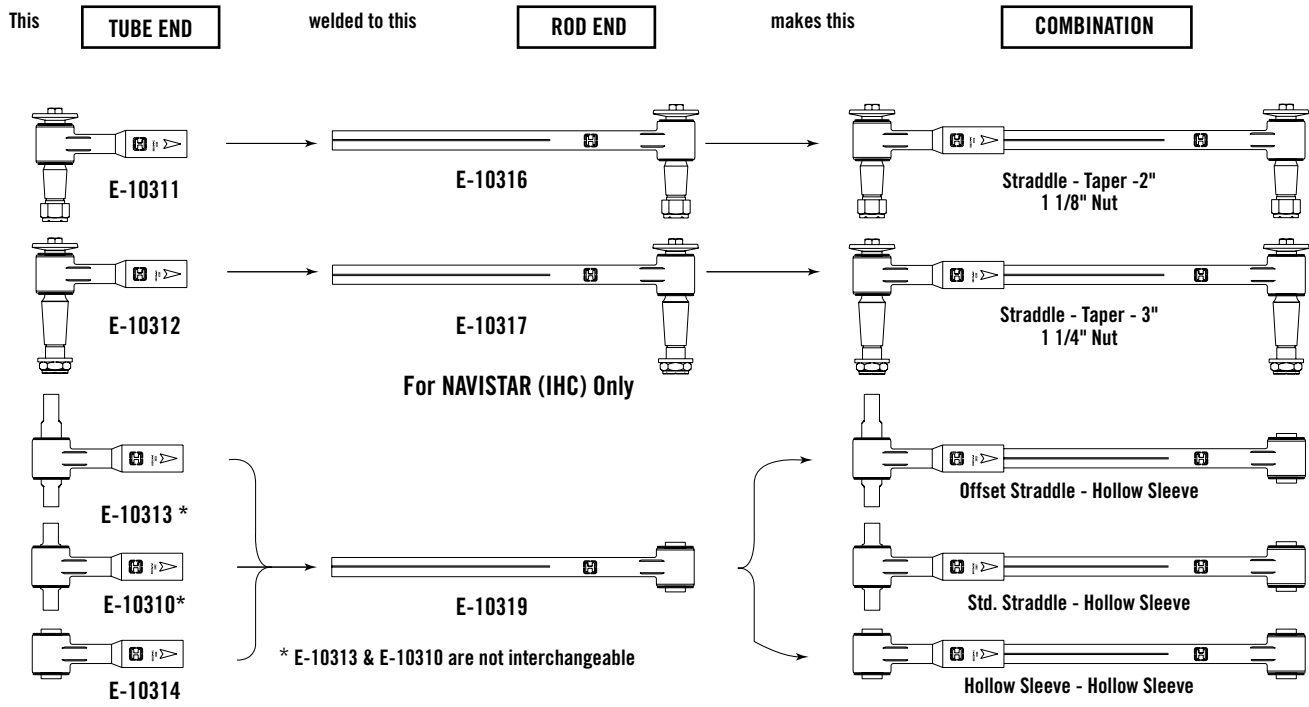 This TUBE END welded to this ROD END makes this COMBINATION
E-10311 E-10316 Straddle - Taper -2"
1 1/8" Nut
E-10312 E-10317 Straddle - Taper - 3"
1 1/4" Nut
For NAVISTAR (IHC) Only
E-10313 * Offset Straddle - Hollow Sleeve
E-10310* E-10319 Std. Straddle - Hollow Sleeve
* E-10313 & E-10310 are not interchangeable
E-10314 Hollow Sleeve - Hollow Sleeve